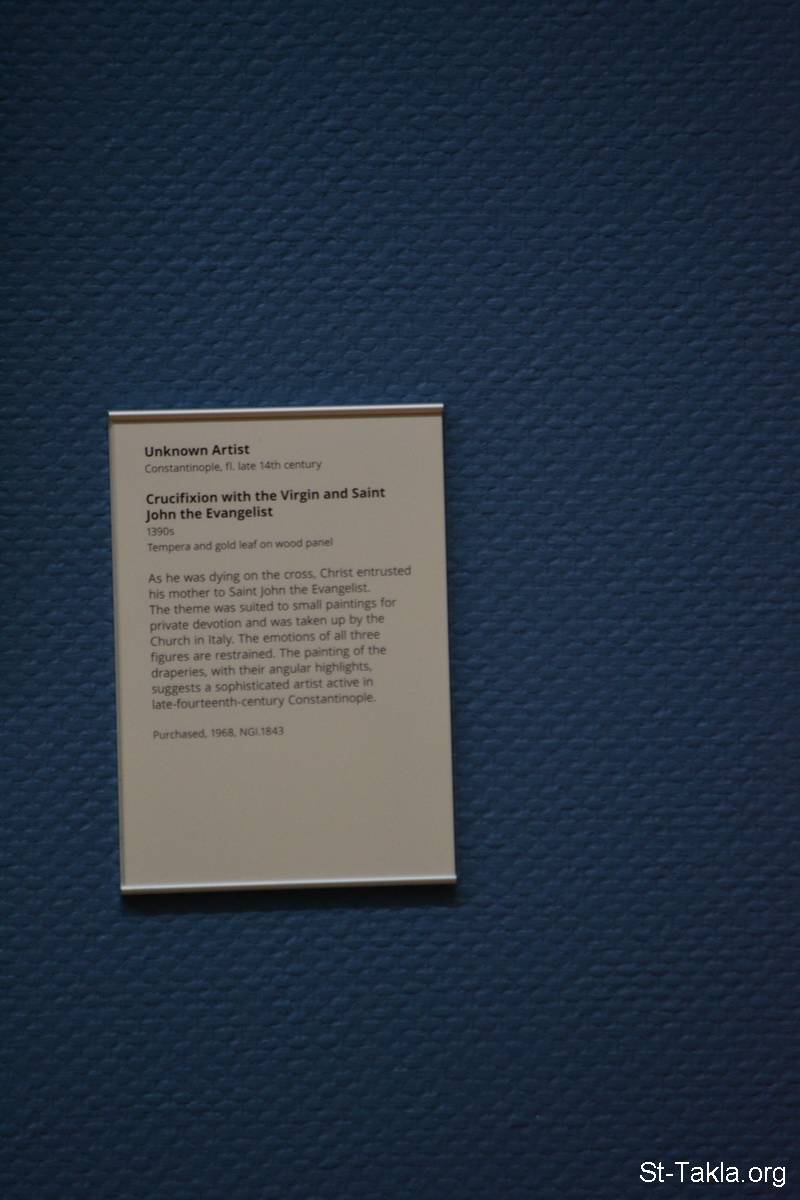 Unknown Artist
Constantinople, fl. late 14th century
Crucifixion with the Virgin and Saint
John the Evangelist
1390s
Tempera and gold leaf on wood panel
As he was dying on the cross, Christ entrusted
his mother to Saint John the Evangelist.
The theme was suited to small paintings for
private devotion and was taken up by the
Church in Italy. The emotions of all three
figures are restrained. The painting of the
draperies, with their angular highlights,
suggests a sophisticated artist active in
late-fourteenth-century Constantinople.
Purchased, 1968, NGI.1843
St-Takla.org